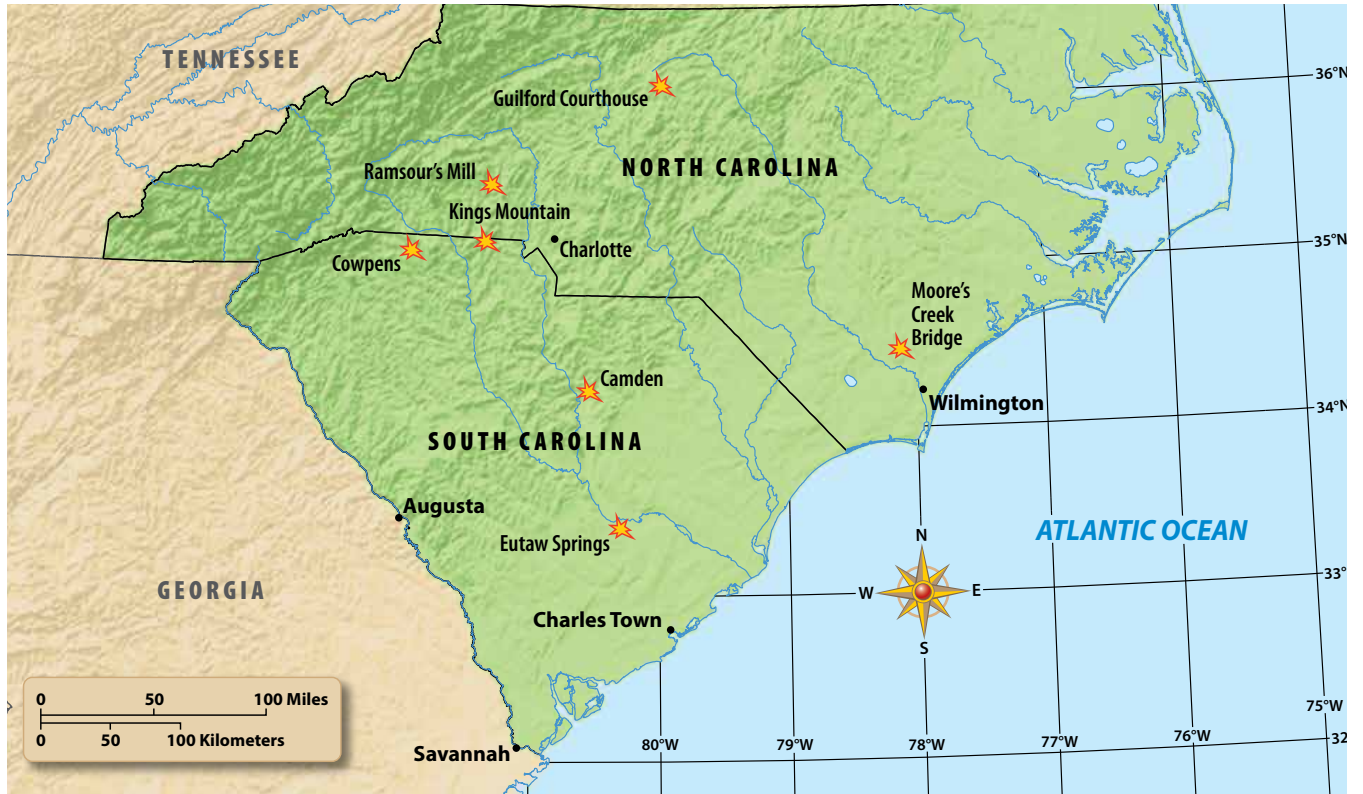 TENNESSEE
36°N
Guilford Courthouse
NORTH CAROLINA
Ramsour's Mill
Kings Mountain
Charlotte
Cowpens
35°N
Moore's
Creek
Bridge
Camden
Wilmington
34°N
SOUTH CAROLINA
Augusta
Eutaw Springs
ATLANTIC OCEAN
N
W
E
S
33°
GEORGIA
Charles Town
0 50 100 Miles
0 50 100 Kilometers
Savannah
80°W
79°W
78°W
77°W
76°W
75°W
32